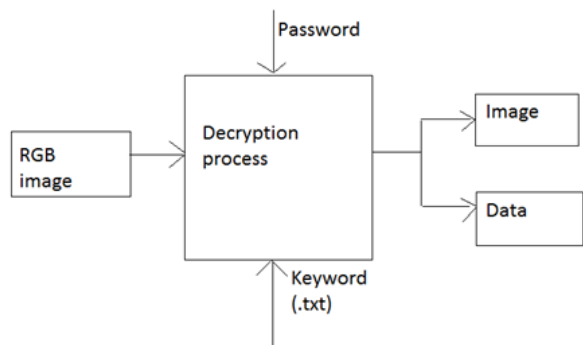 Password
Decryption
process
RGB
image
Image
Data
Keyword
(.txt)